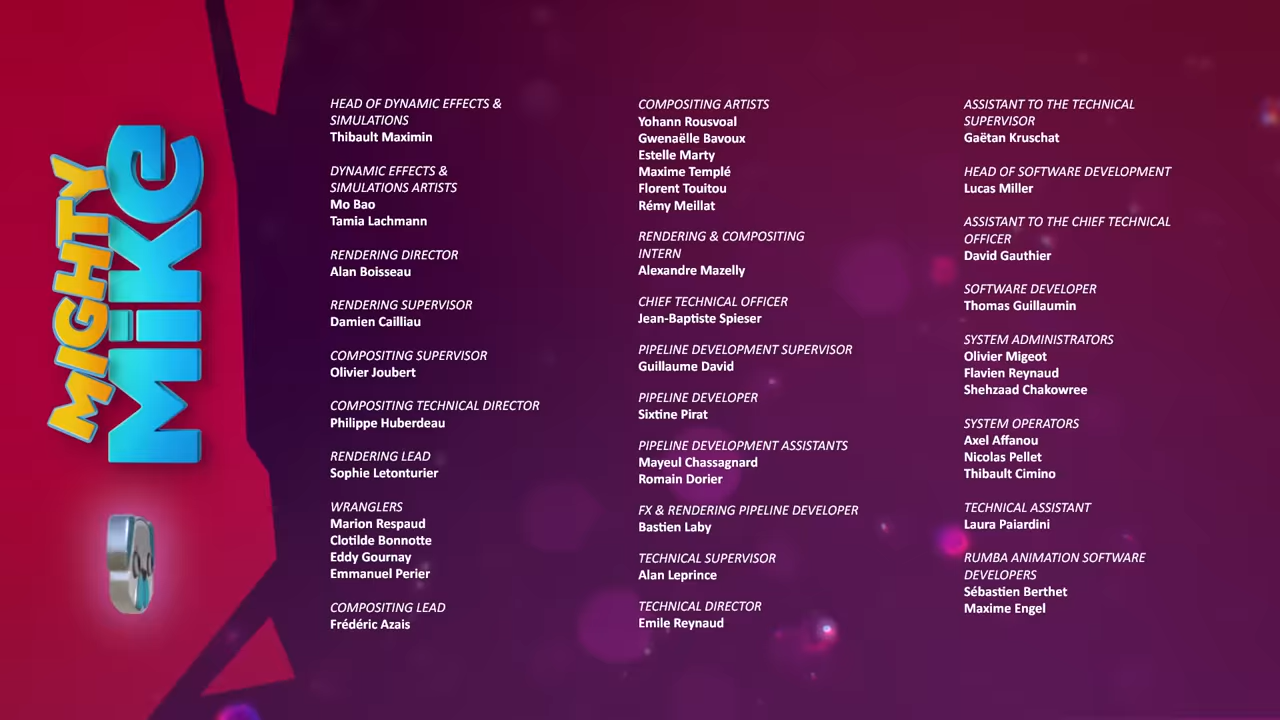 MIGHTY
MiKe
HEAD OF DYNAMIC EFFECTS &
SIMULATIONS
Thibault Maximin
DYNAMIC EFFECTS &
SIMULATIONS ARTISTS
Mo Bao
Tamia Lachmann
RENDERING DIRECTOR
Alan Boisseau
RENDERING SUPERVISOR
Damien Cailliau
COMPOSITING SUPERVISOR
Olivier Joubert
COMPOSITING TECHNICAL DIRECTOR
Philippe Huberdeau
RENDERING LEAD
Sophie Letonturier
WRANGLERS
Marion Respaud
Clotilde Bonnotte
Eddy Gournay
Emmanuel Perier
COMPOSITING LEAD
Frédéric Azais
COMPOSITING ARTISTS
Yohann Rousvoal
Gwenaëlle Bavoux
Estelle Marty
Maxime Templé
Florent Touitou
Rémy Meillat
RENDERING & COMPOSITING
INTERN
Alexandre Mazelly
CHIEF TECHNICAL OFFICER
Jean-Baptiste Spieser
PIPELINE DEVELOPMENT SUPERVISOR
Guillaume David
PIPELINE DEVELOPER
Sixtine Pirat
PIPELINE DEVELOPMENT ASSISTANTS
Mayeul Chassagnard
Romain Dorier
FX & RENDERING PIPELINE DEVELOPER
Bastien Laby
TECHNICAL SUPERVISOR
Alan Leprince
TECHNICAL DIRECTOR
Emile Reynaud
ASSISTANT TO THE TECHNICAL
SUPERVISOR
Gaëtan Kruschat
HEAD OF SOFTWARE DEVELOPMENT
Lucas Miller
ASSISTANT TO THE CHIEF TECHNICAL
OFFICER
David Gauthier
SOFTWARE DEVELOPER
Thomas Guillaumin
SYSTEM ADMINISTRATORS
Olivier Migeot
Flavien Reynaud
Shehzaad Chakowree
SYSTEM OPERATORS
Axel Affanou
Nicolas Pellet
Thibault Cimino
TECHNICAL ASSISTANT
Laura Paiardini
RUMBA ANIMATION SOFTWARE
DEVELOPERS
Sébastien Berthet
Maxime Engel